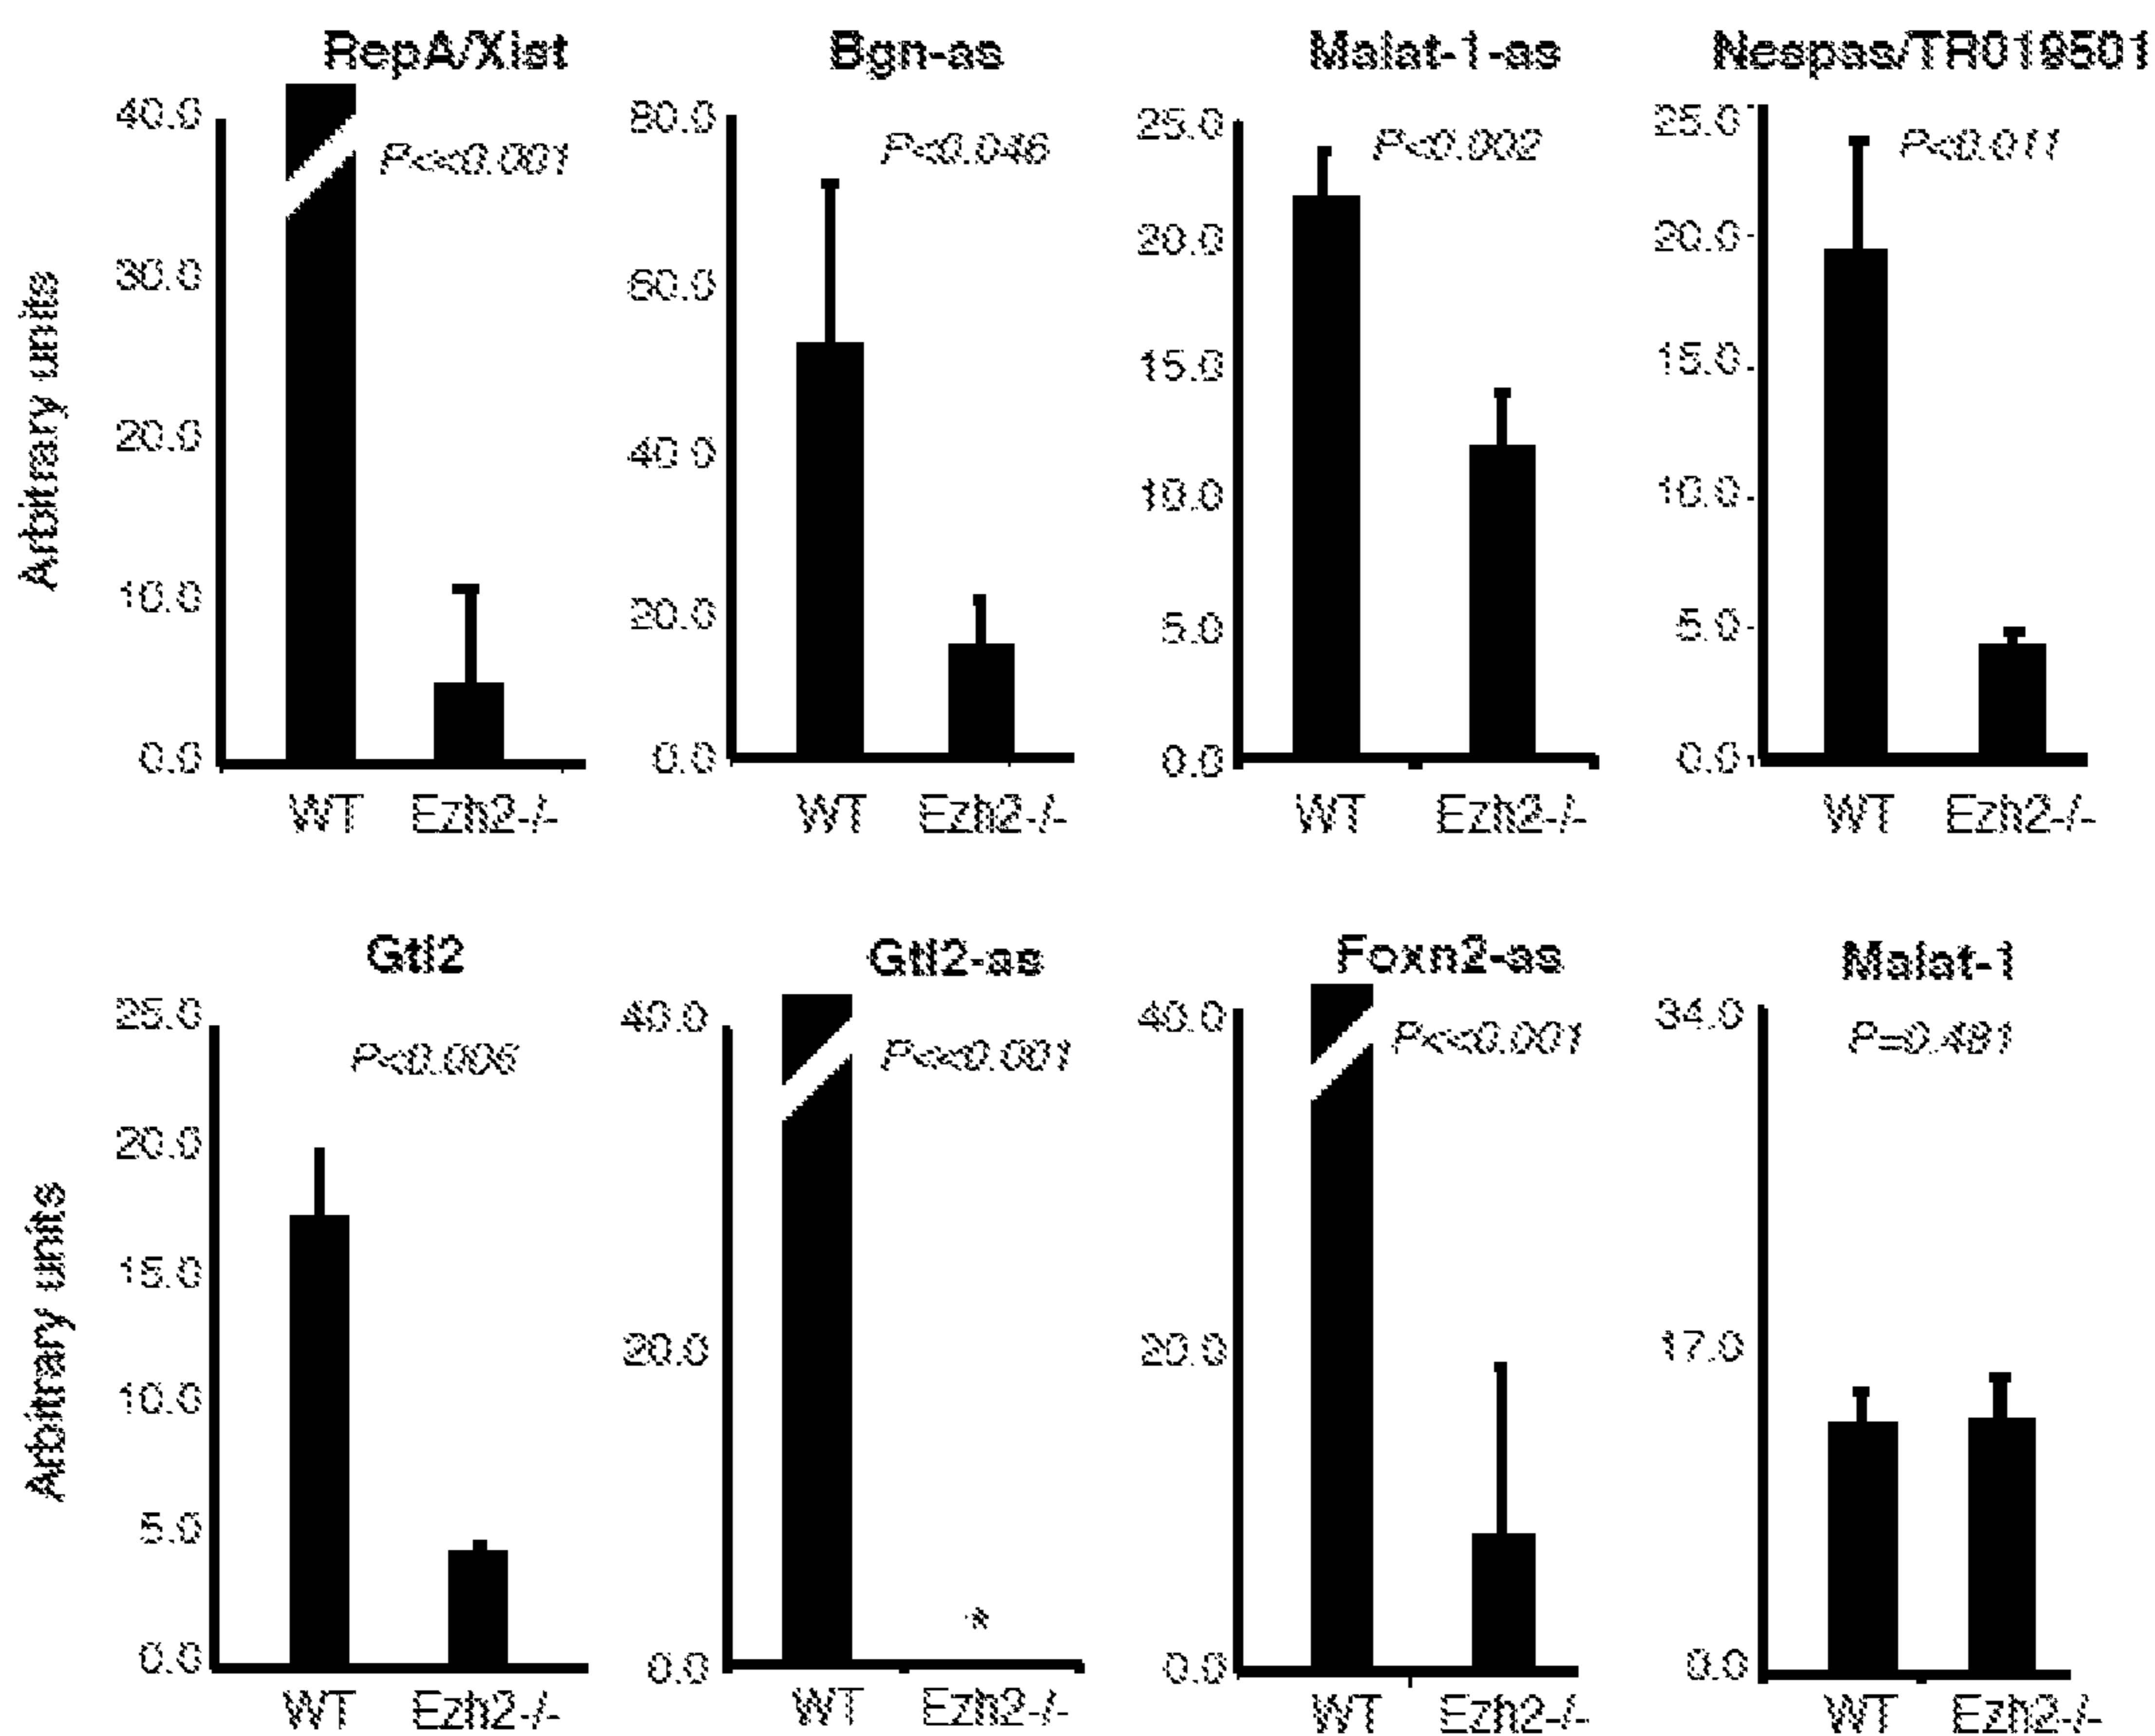 RepA/Xist Bgn-as Malat-1-as Nespas/TR019501
Arbitrary units
40.0
30.0
20.0
10.0
0.0
P<<0.001
WT Ezh2-/-
80.0
60.0
40.0
20.0
0.0
P<0.046
WT Ezh2-/-
25.0
20.0
15.0
10.0
5.0
0.0
P<0.002
WT Ezh2-/-
25.0
20.0
15.0
10.0
5.0
0.0
P<0.011
WT Ezh2-/-
Gtl2 Gtl2-as Foxn2-as Malat-1
Arbitrary units
25.0
20.0
15.0
10.0
5.0
0.0
P<0.006
WT Ezh2-/-
40.0
20.0
0.0
P<<0.001
*
WT Ezh2-/-
40.0
20.0
0.0
P<<0.001
WT Ezh2-/-
34.0
17.0
0.0
P=0.481
WT Ezh2-/-